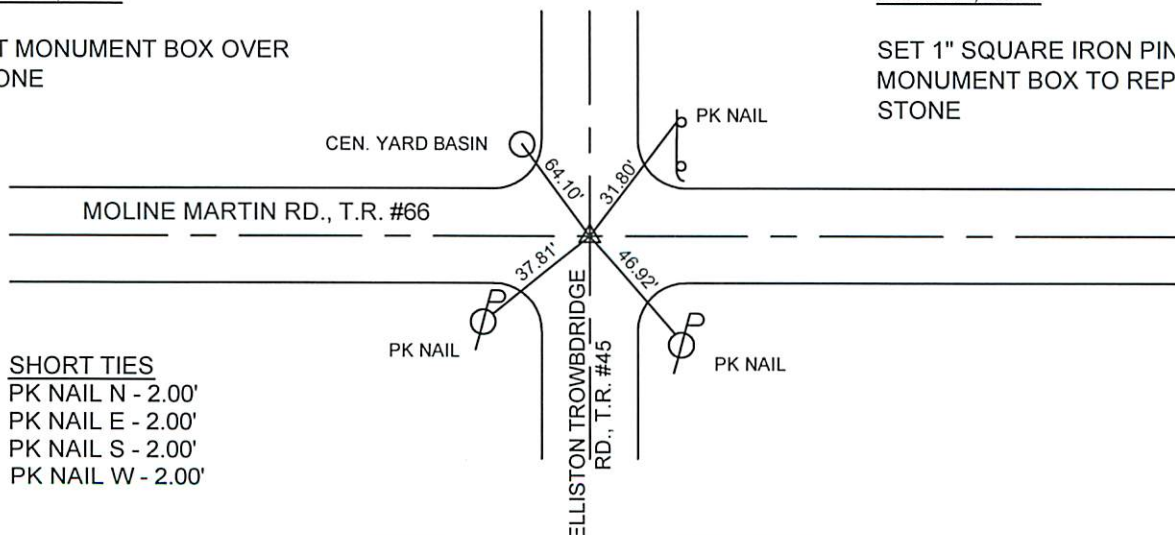 T MONUMENT BOX OVER
ONE
SET 1" SQUARE IRON PIN
MONUMENT BOX TO REP
STONE
CEN. YARD BASIN
PK NAIL
64.10'
31.80'
MOLINE MARTIN RD., T.R. #66
37.81'
46.92'
PK NAIL
PK NAIL
ELLISTON TROWBDRIDGE
RD., T.R. #45
SHORT TIES
PK NAIL N - 2.00'
PK NAIL E - 2.00'
PK NAIL S - 2.00'
PK NAIL W - 2.00'